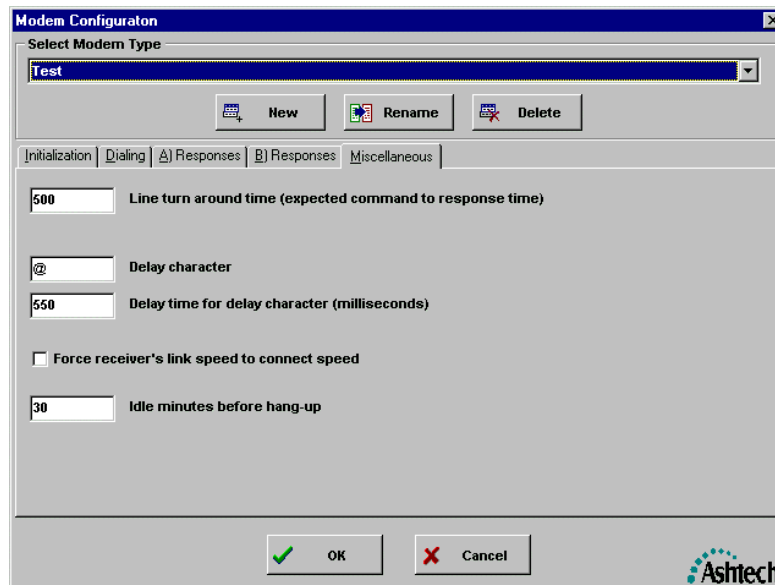 Modem Configuraton
Select Modem Type
Test
New Rename Delete
Initialization Dialing A) Responses B) Responses Miscellaneous
500 Line turn around time (expected command to response time)
@ Delay character
550 Delay time for delay character (milliseconds)
Force receiver's link speed to connect speed
30 Idle minutes before hang-up
OK Cancel
Ashtech